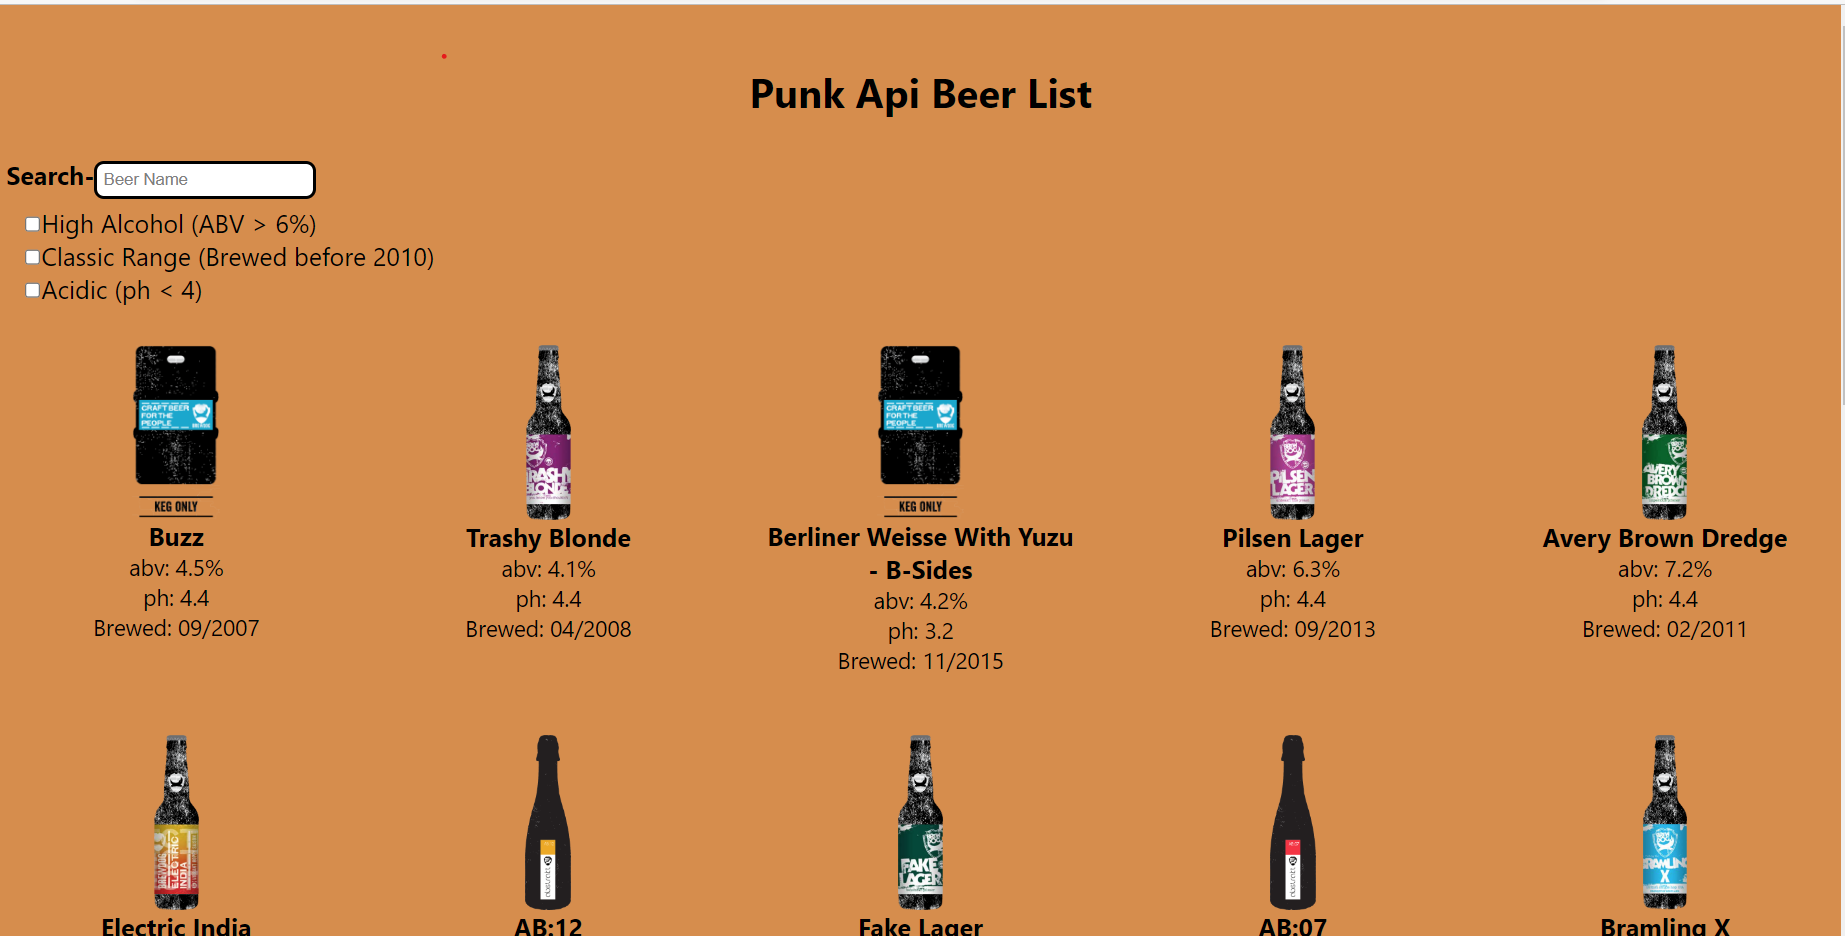 Punk Api Beer List
Search-
Beer Name
High Alcohol (ABV > 6%)
Classic Range (Brewed before 2010)
Acidic (ph < 4)
CRAFT BEER
FOR THE
PEOPLE
KEG ONLY
Buzz
abv: 4.5%
ph: 4.4
Brewed: 09/2007
TRASHY
BLONDE
Trashy Blonde
abv: 4.1%
ph: 4.4
Brewed: 04/2008
CRAFT BEER
FOR THE
PEOPLE
KEG ONLY
Berliner Weisse With Yuzu
- B-Sides
abv: 4.2%
ph: 3.2
Brewed: 11/2015
PILSEN
LAGER
Pilsen Lager
abv: 6.3%
ph: 4.4
Brewed: 09/2013
AVERY
BROWN
DREDGE
Avery Brown Dredge
abv: 7.2%
ph: 4.4
Brewed: 02/2011
ELECTRIC
INDIA
Electric India
AB:12
FAKE
LAGER
Fake Lager
AB:07
BRAMLING
X
Bramling X